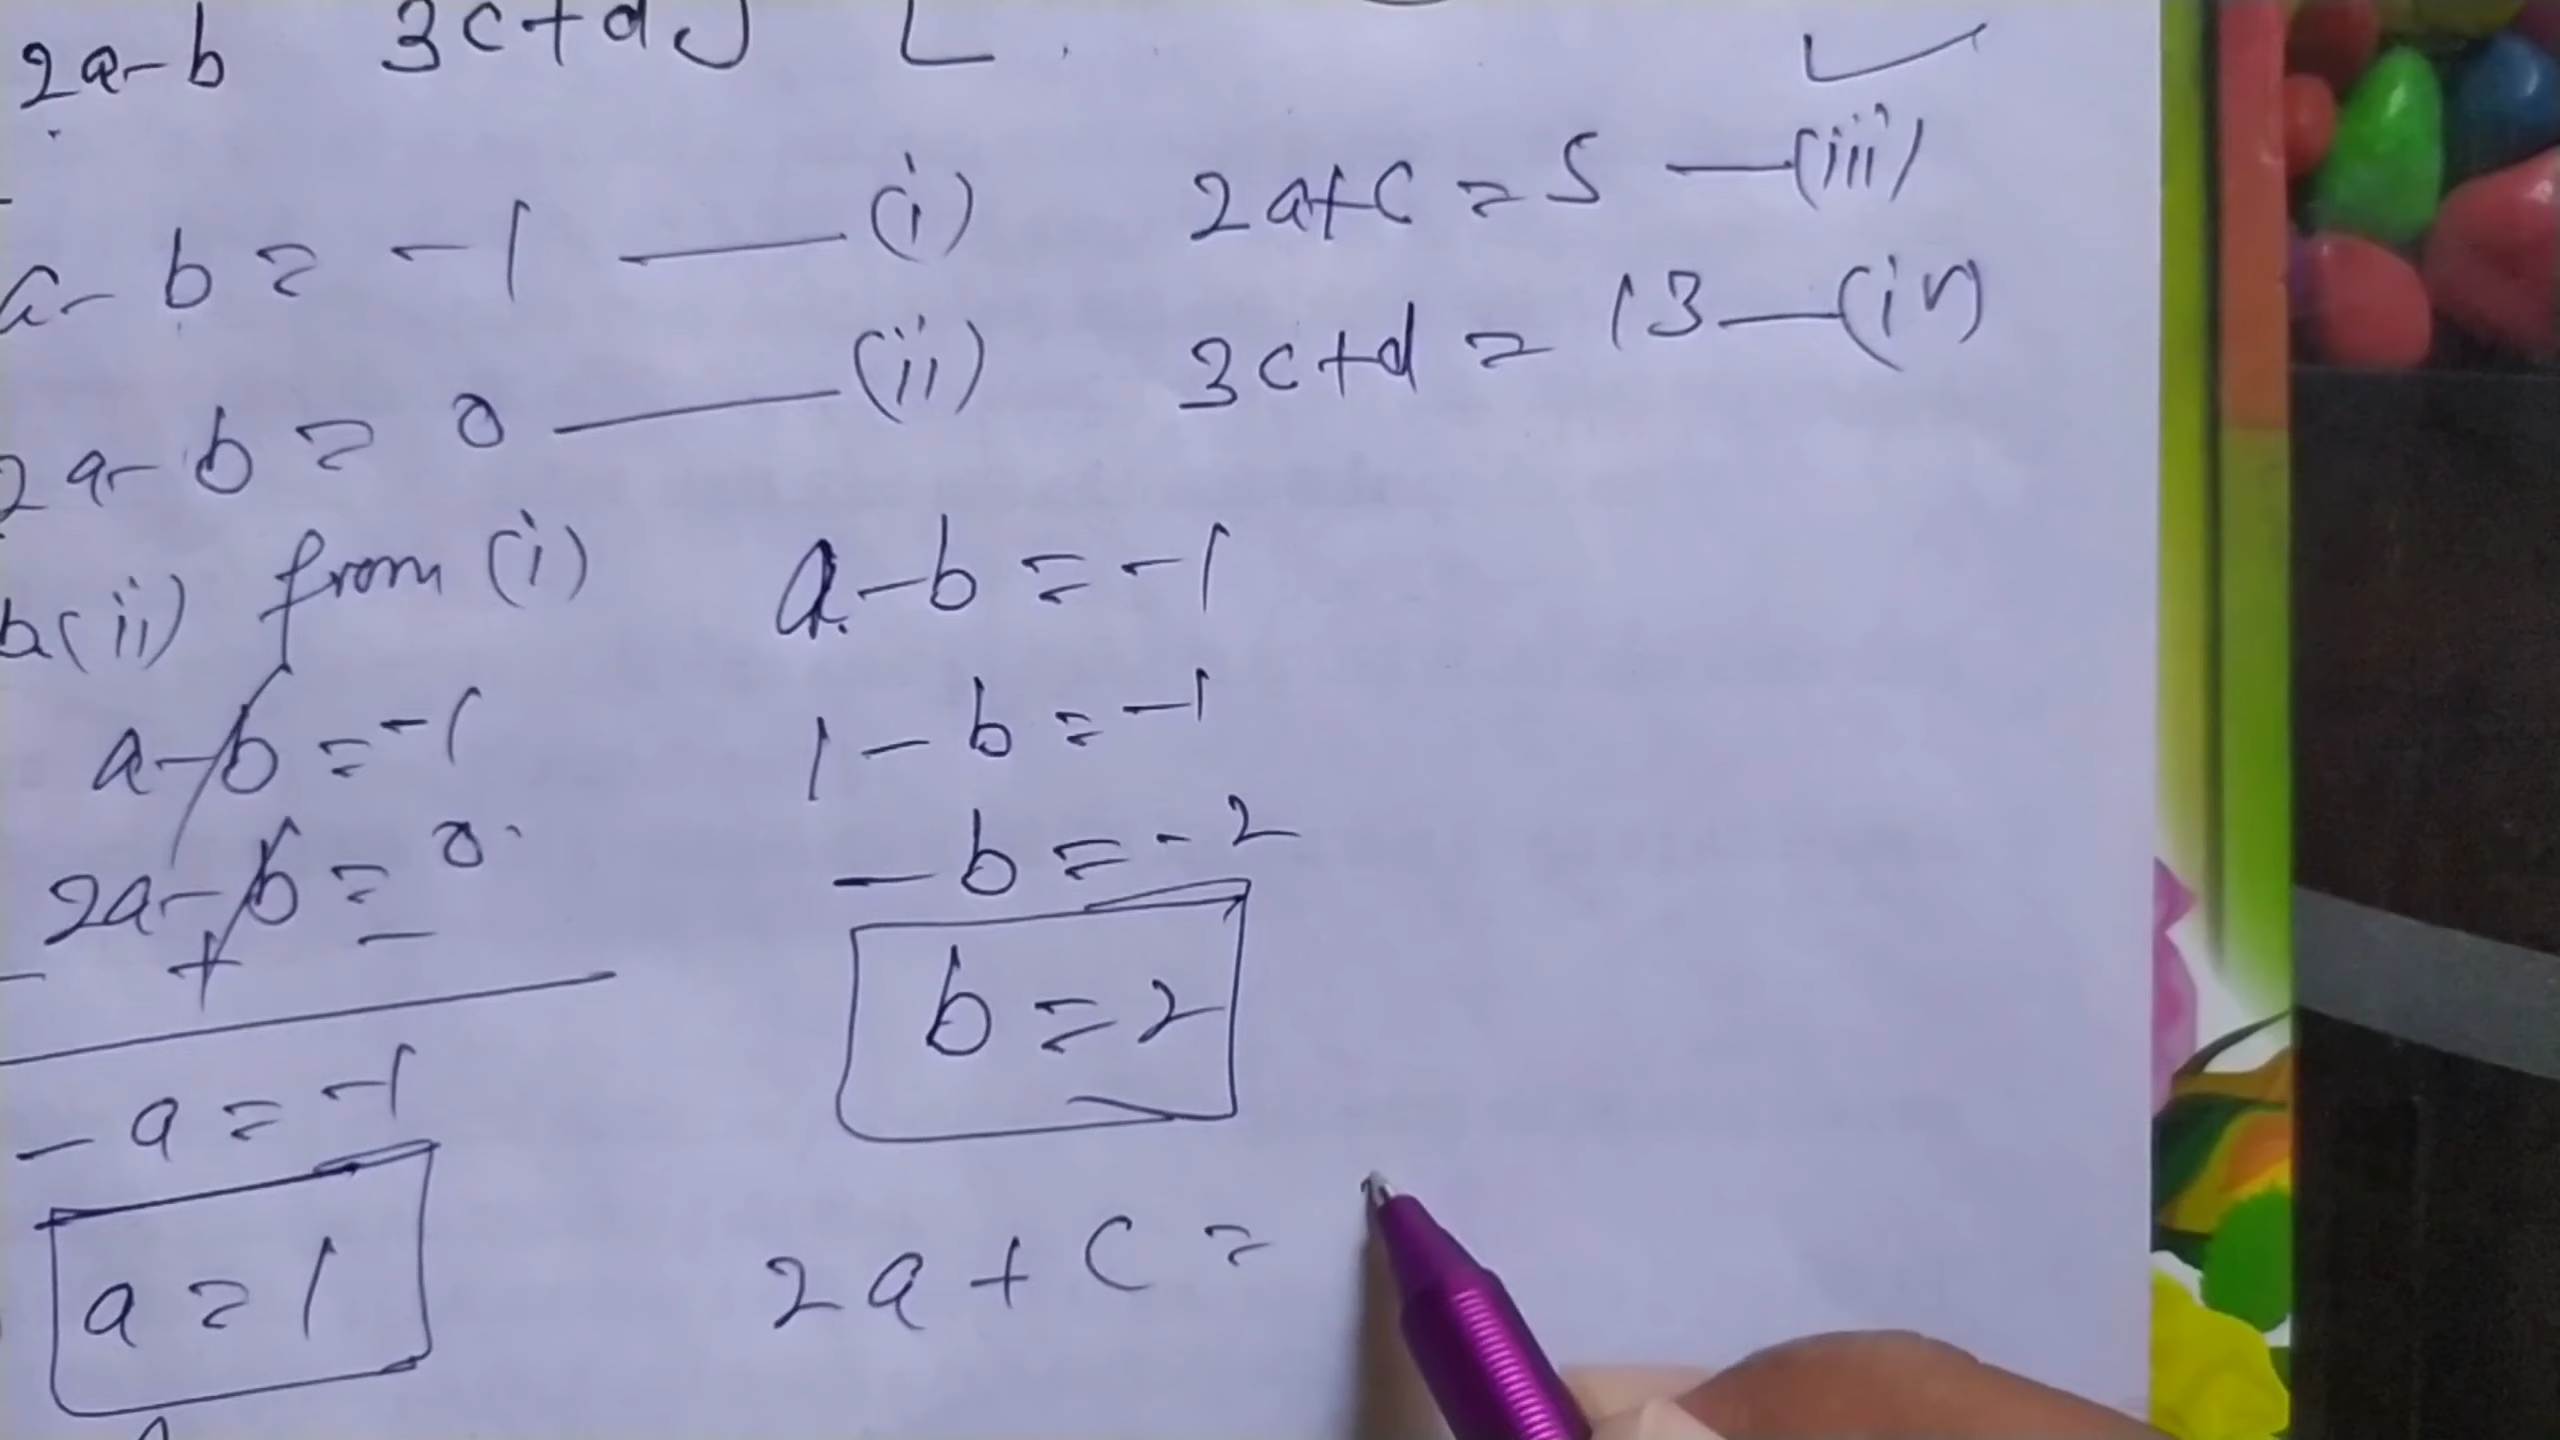 2a-b 3c+d]
a-b = -1 —(i)
2a-b = 0 —(ii)
2a+c = 5 —(iii)
3c+d = 13 —(iv)
b(ii) from (i)
a-b = -1
2a-b = 0
- + -
-a = -1
a = 1
a-b = -1
1-b = -1
-b = -2
b = 2
2a + c =